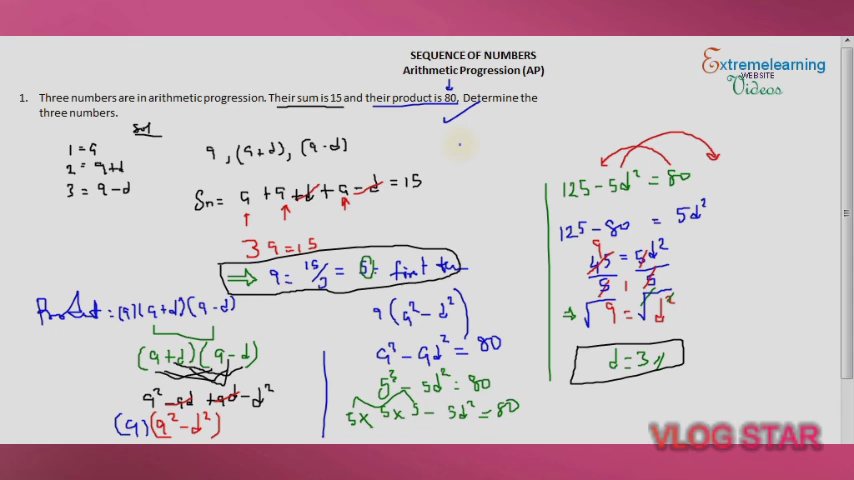 SEQUENCE OF NUMBERS
Arithmetic Progression (AP)
Extremelearning
WEBSITE
Videos
1. Three numbers are in arithmetic progression. Their sum is 15 and their product is 80, Determine the
three numbers.
Sol
1 = a
2 = a+d
3 = a-d
a, (a+d), (a-d)
Sn = a + a + d + a - d = 15
3a = 15
⇒ a = 15/3 = 5 = first term
Product = (a)(a+d)(a-d)
(a+d)(a-d)
a² - ad + ad - d²
(a)(a² - d²)
a(a² - d²)
a³ - ad² = 80
5³ - 5d² = 80
5x 5x5 - 5d² = 80
125 - 5d² = 80
125 - 80 = 5d²
9
45/5 = 5d²/5
⇒ √9 = √d²
d = 3
VLOG STAR